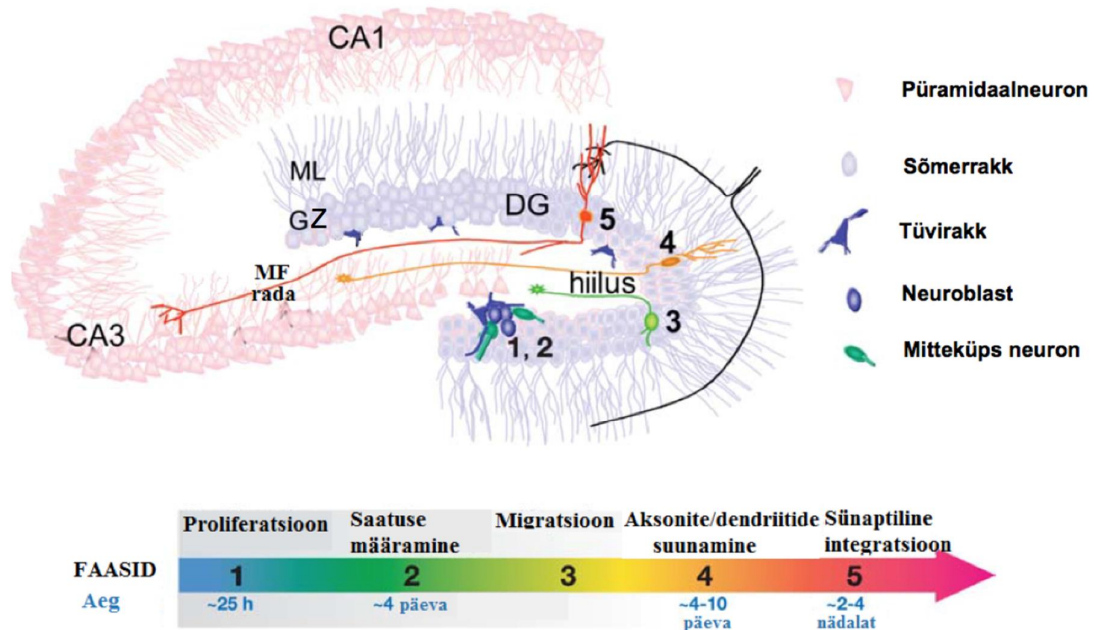 CA1
Püramidaalneuron
Sõmerrakk
Tüvirakk
Neuroblast
Mitteküps neuron
ML
GZ
DG
5
4
MF
rada
hiilus
CA3
3
1, 2
Proliferatsioon
Saatuse
määramine
Migratsioon
Aksonite/dendriitide
suunamine
Sünaptiline
integratsioon
FAASID
1
2
3
4
5
Aeg
~25 h
~4 päeva
~4-10
päeva
~2-4
nädalat